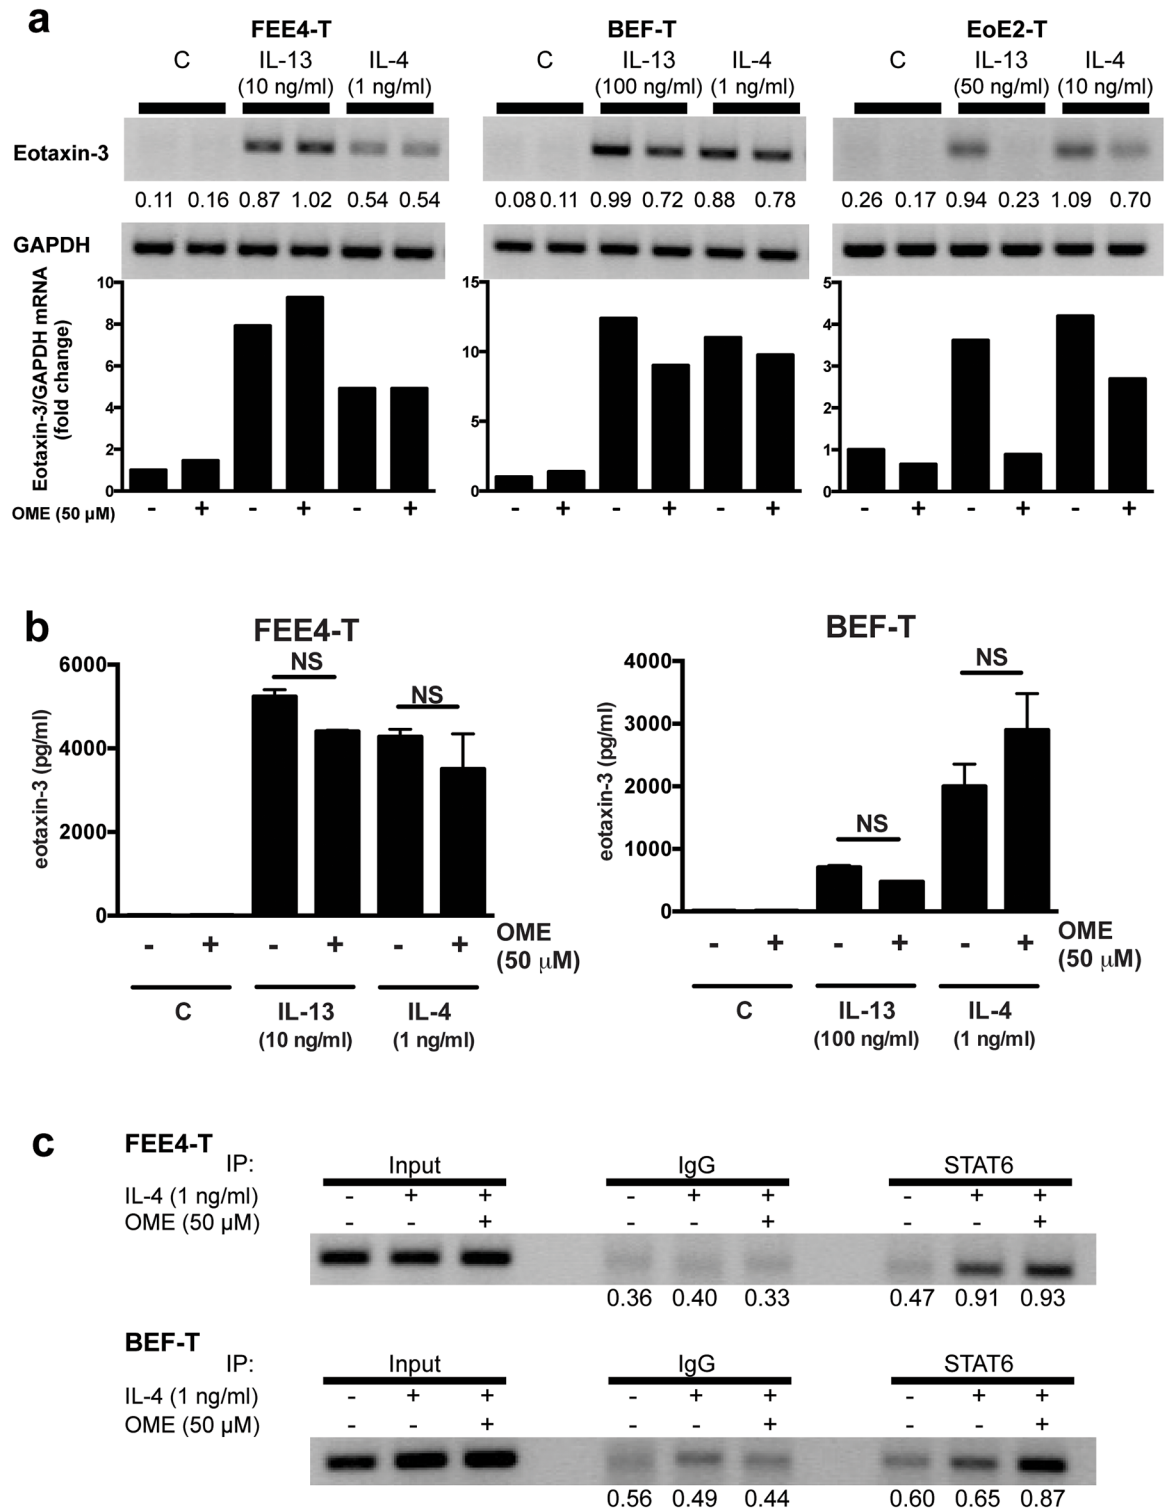 a
FEE4-T BEF-T EoE2-T
C IL-13 IL-4 C IL-13 IL-4 C IL-13 IL-4
(10 ng/ml) (1 ng/ml) (100 ng/ml) (1 ng/ml) (50 ng/ml) (10 ng/ml)
Eotaxin-3
0.11 0.16 0.87 1.02 0.54 0.54 0.08 0.11 0.99 0.72 0.88 0.78 0.26 0.17 0.94 0.23 1.09 0.70
GAPDH
Eotaxin-3/GAPDH mRNA
(fold change)
10 15 5
8 4
10
6 3
4 2
5
2 1
0 0 0
OME (50 µM) - + - + - + - + - + - + - + - + - +
b
FEE4-T BEF-T
eotaxin-3 (pg/ml)
6000
4000
2000
0
NS
NS
- + - + - + OME
(50 µM)
C IL-13 IL-4
(10 ng/ml) (1 ng/ml)
eotaxin-3 (pg/ml)
4000
3000
2000
1000
0
NS
NS
- + - + - + OME
(50 µM)
C IL-13 IL-4
(100 ng/ml) (1 ng/ml)
c
FEE4-T
IP: Input IgG STAT6
IL-4 (1 ng/ml) - + + - + + - + +
OME (50 µM) - - + - - + - - +
0.36 0.40 0.33 0.47 0.91 0.93
BEF-T
IP: Input IgG STAT6
IL-4 (1 ng/ml) - + + - + + - + +
OME (50 µM) - - + - - + - - +
0.56 0.49 0.44 0.60 0.65 0.87